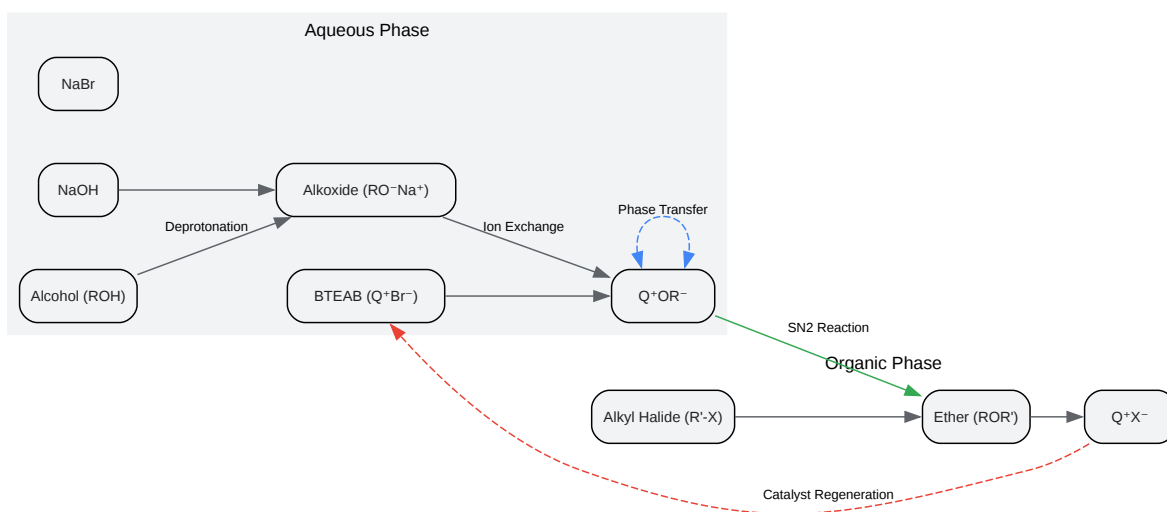 Aqueous Phase
NaBr
NaOH
Alkoxide (RO⁻Na⁺)
Deprotonation
Ion Exchange
Phase Transfer
Alcohol (ROH)
BTEAB (Q⁺Br⁻)
Q⁺OR⁻
SN2 Reaction
Organic Phase
Alkyl Halide (R'-X)
Ether (ROR')
Q⁺X⁻
Catalyst Regeneration